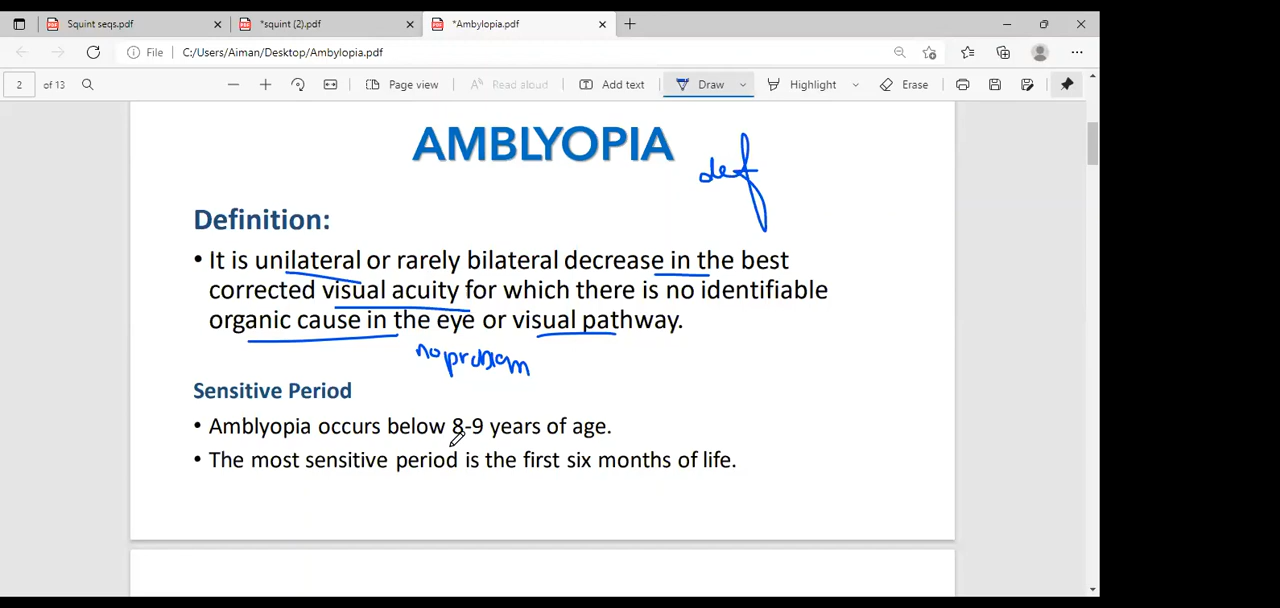 Squint seqs.pdf
*squint (2).pdf
*Ambylopia.pdf
File C:/Users/Aiman/Desktop/Ambylopia.pdf
2 of 13 Page view Read aloud Add text Draw Highlight Erase
AMBLYOPIA
def
Definition:
• It is unilateral or rarely bilateral decrease in the best
corrected visual acuity for which there is no identifiable
organic cause in the eye or visual pathway.
no problem
Sensitive Period
• Amblyopia occurs below 8-9 years of age.
• The most sensitive period is the first six months of life.